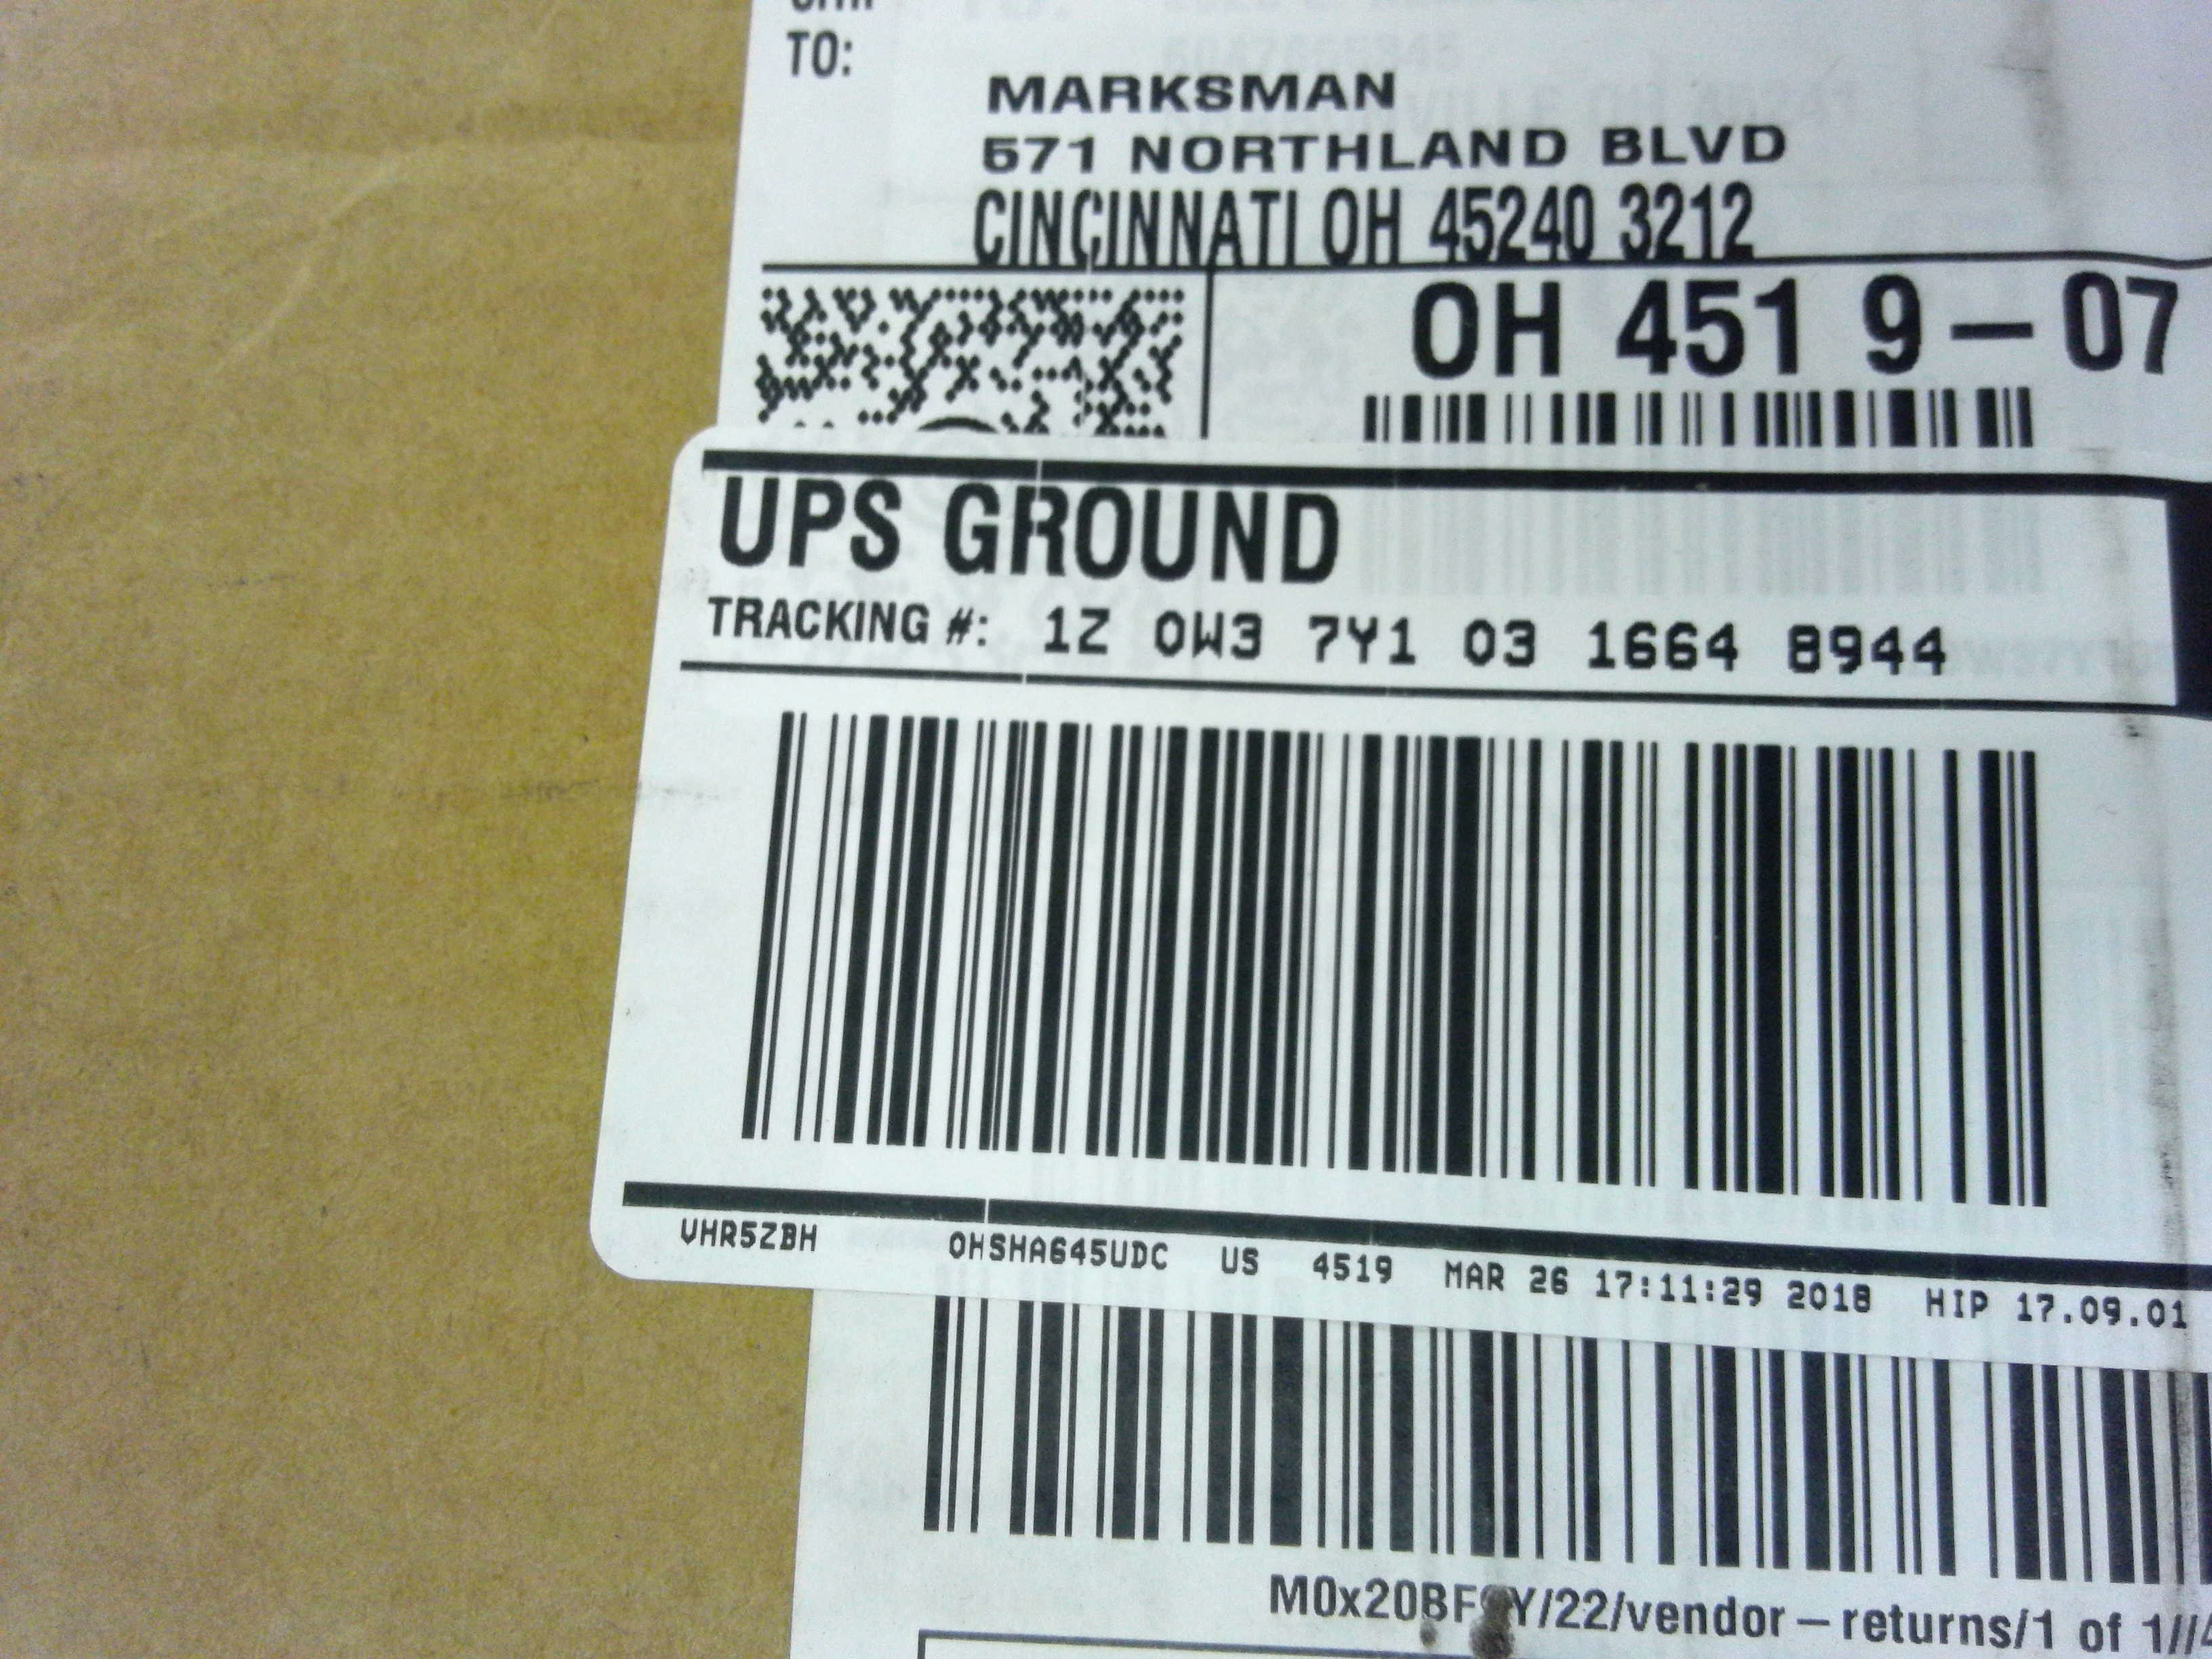 TO:
MARKSMAN
571 NORTHLAND BLVD
CINCINNATI OH 45240 3212
OH 451 9 – 07
UPS GROUND
TRACKING #: 1Z 0W3 7Y1 03 1664 8944
VHR5ZBH OHSHA645UDC US 4519 MAR 26 17:11:29 2018 HIP 17.09.01
/22/vendor – returns/1 of 1//